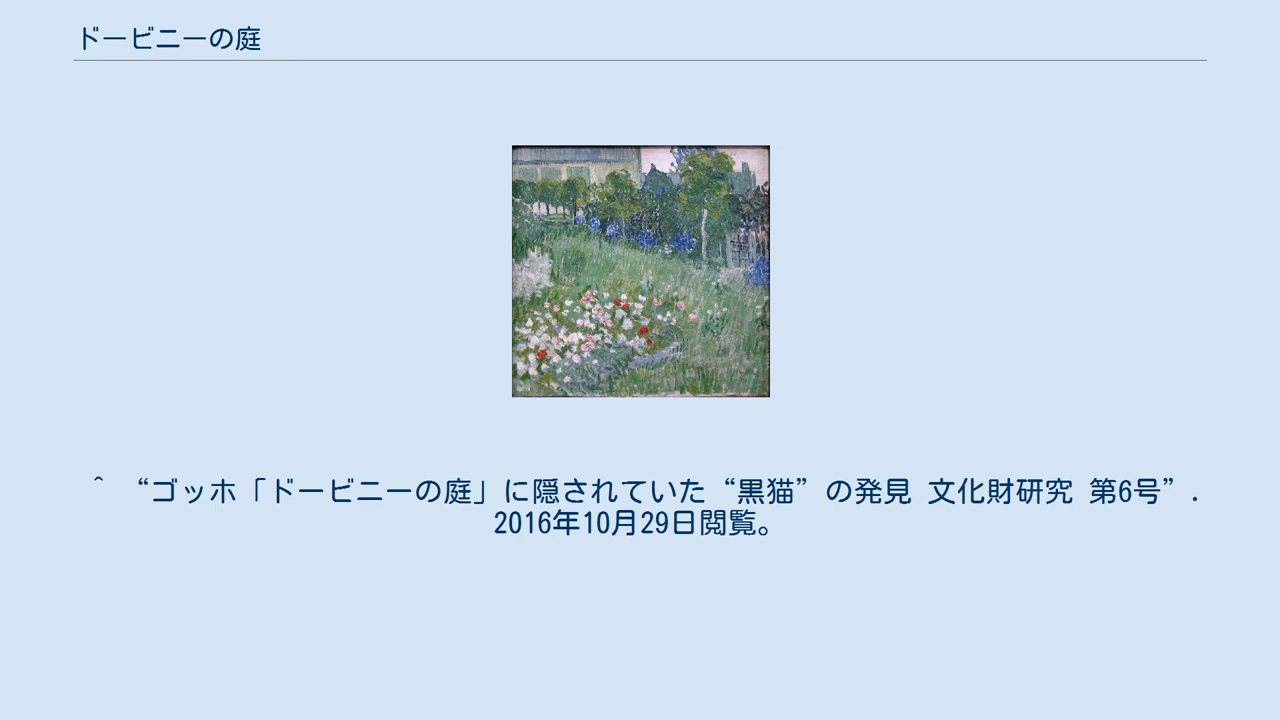 ドービニーの庭
^ “ゴッホ「ドービニーの庭」に隠されていた“黒猫”の発見 文化財研究 第6号”.
2016年10月29日閲覧。